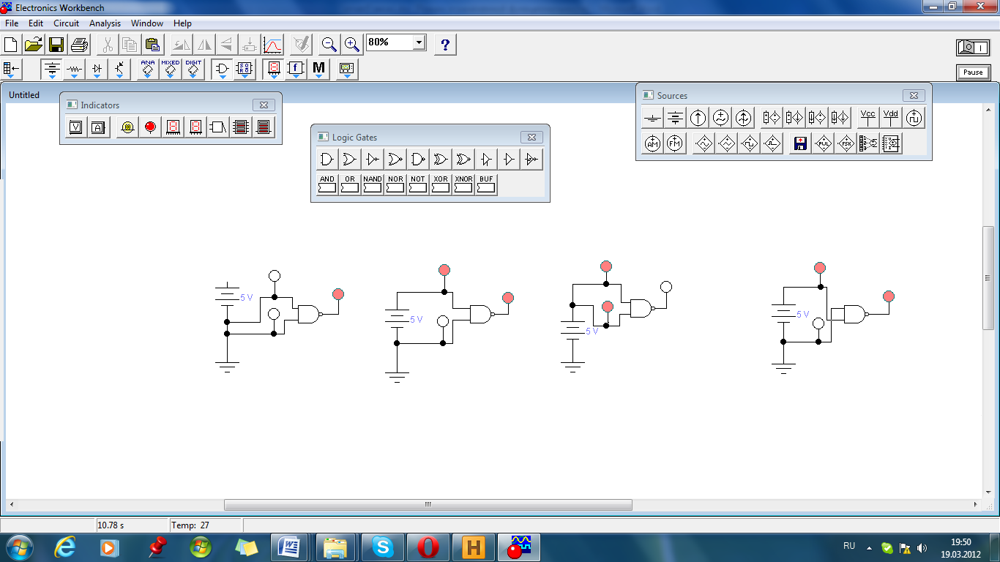 Electronics Workbench
File Edit Circuit Analysis Window Help
80% ?
ANA MIXED DIGIT f M
Pause
Untitled
Indicators
V A
Logic Gates
AND OR NAND NOR NOT XOR XNOR BUF
Sources
Vcc Vdd
AM FM PUL FSK
5 V
5 V
5 V
5 V
10.78 s Temp: 27
RU 19:50
19.03.2012